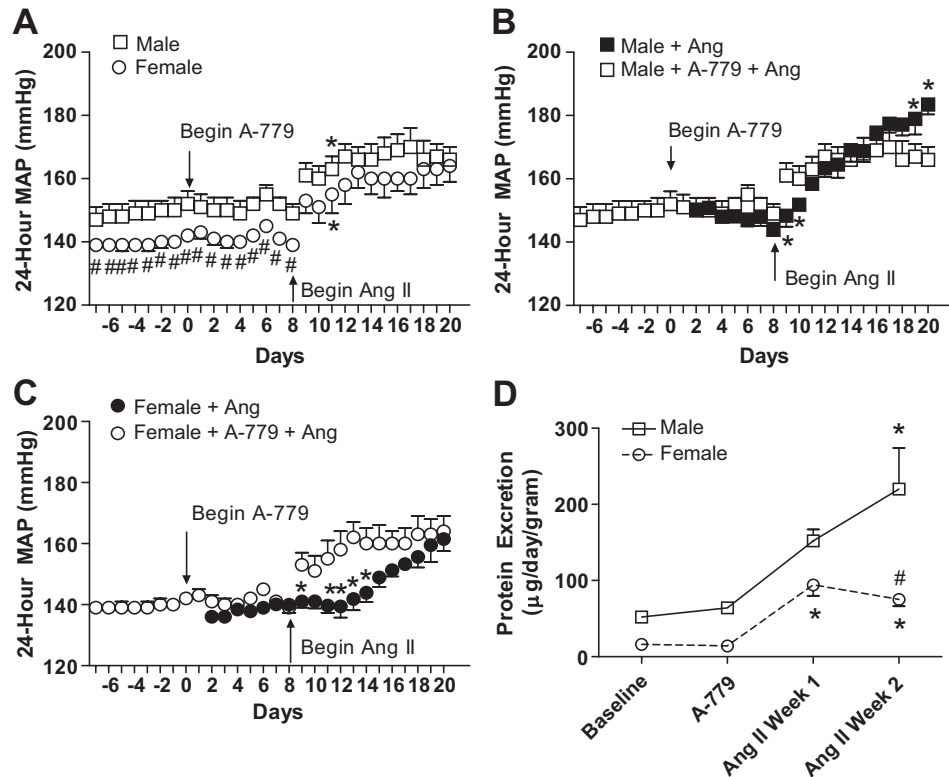 A
Male
Female
24-Hour MAP (mmHg)
200
180
160
140
120
Begin A-779
*
*
# # # # # # # # # # # # # # # #
Begin Ang II
-6 -4 -2 0 2 4 6 8 10 12 14 16 18 20
Days
B
Male + Ang
Male + A-779 + Ang
24-Hour MAP (mmHg)
200
180
160
140
120
Begin A-779
* *
* *
Begin Ang II
-6 -4 -2 0 2 4 6 8 10 12 14 16 18 20
Days
C
Female + Ang
Female + A-779 + Ang
24-Hour MAP (mmHg)
200
180
160
140
120
Begin A-779
* * * * *
Begin Ang II
-6 -4 -2 0 2 4 6 8 10 12 14 16 18 20
Days
D
Male
Female
Protein Excretion
(μg/day/gram)
300
200
100
0
*
#
* *
Baseline
A-779
Ang II Week 1
Ang II Week 2